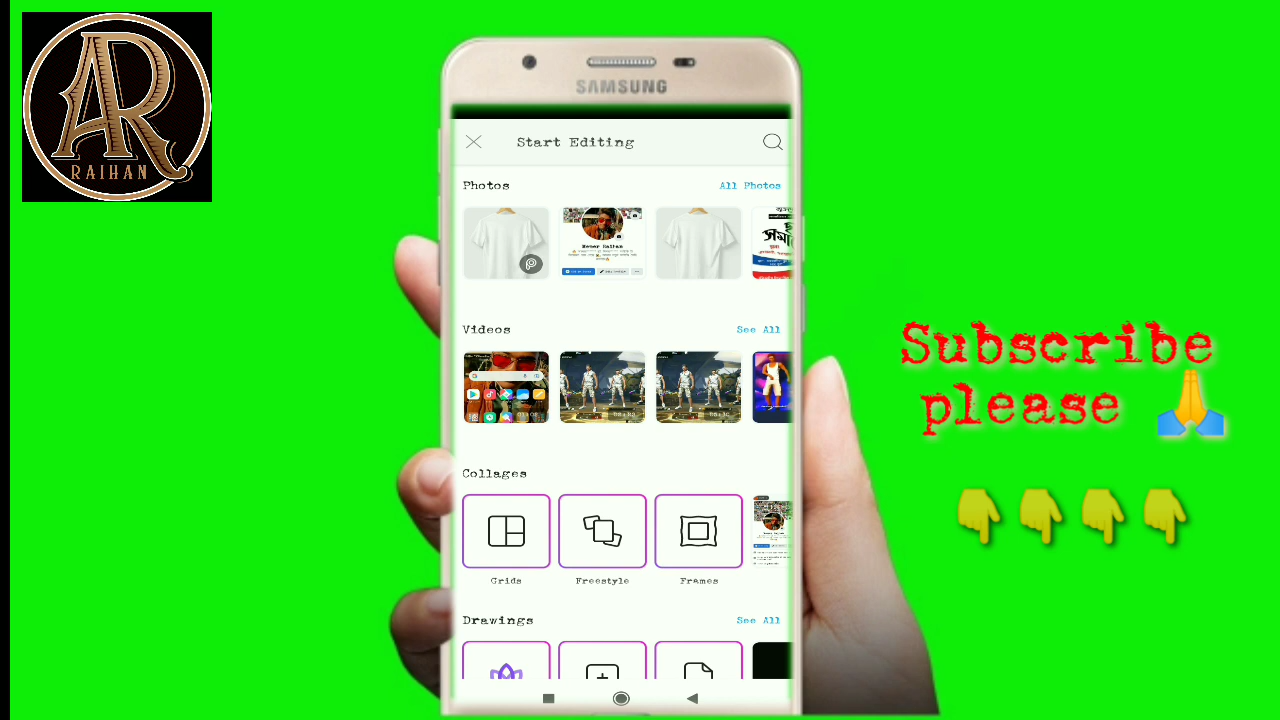 AR
RAIHAN
SAMSUNG
Start Editing
Photos
All Photos
Videos
See All
Collages
Grids
Freestyle
Frames
Drawings
See All
Subscribe
please 🙏
👇 👇 👇 👇